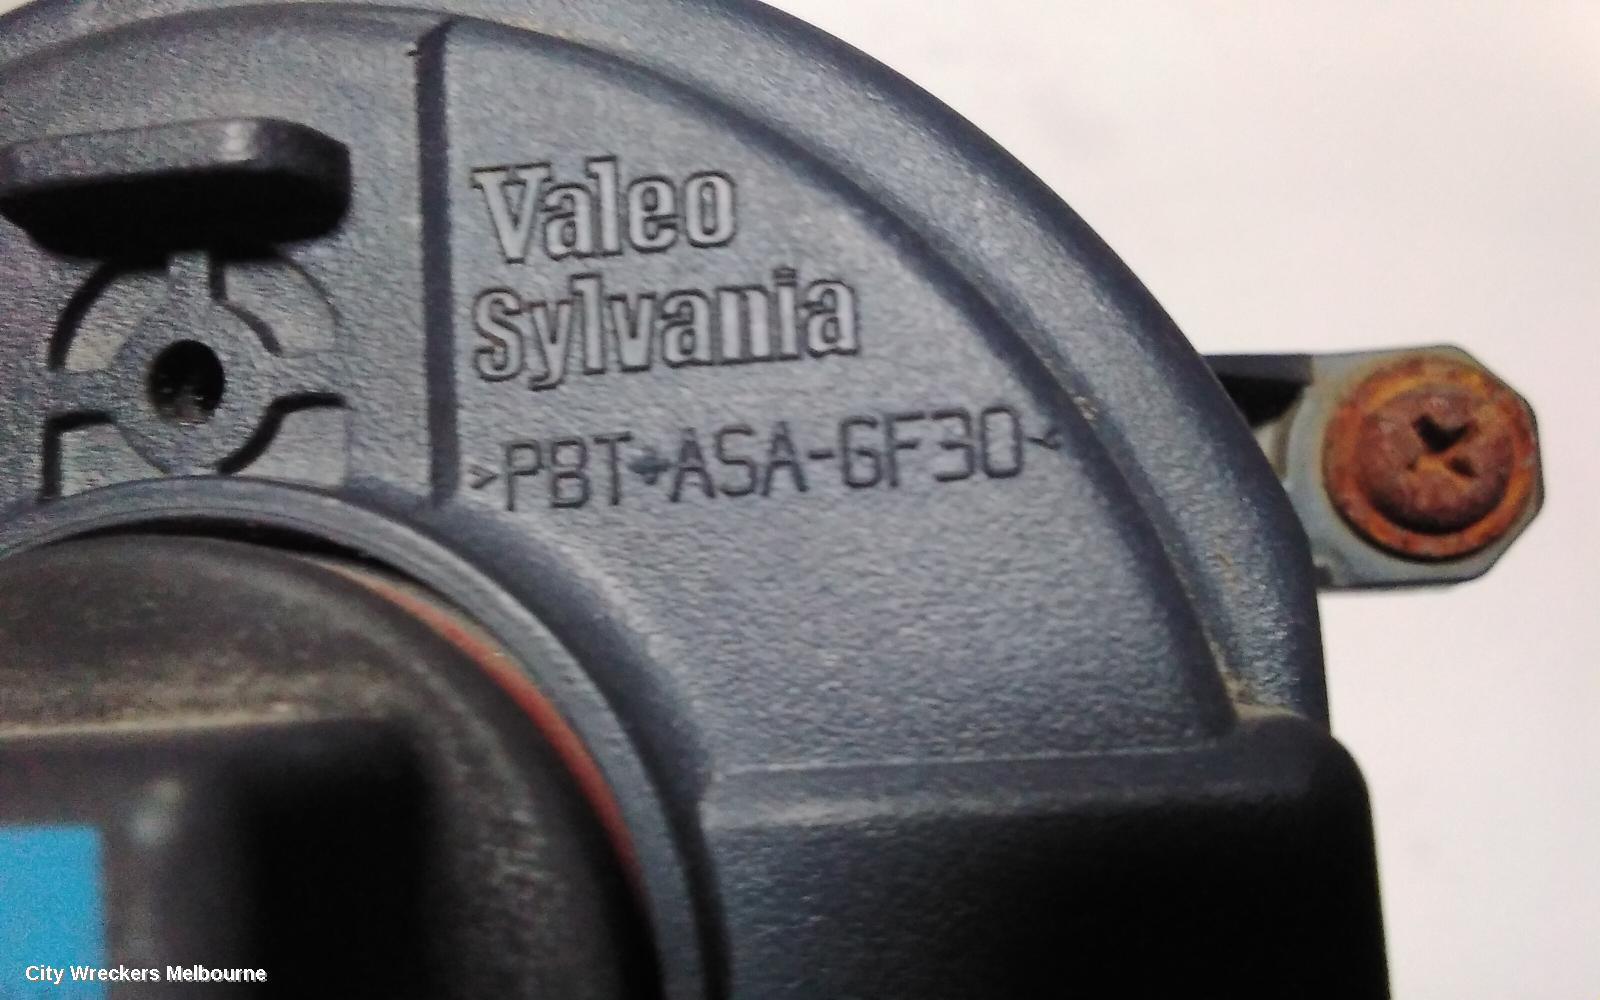 Valeo
Sylvania
>PBT+ASA-GF30<
City Wreckers Melbourne